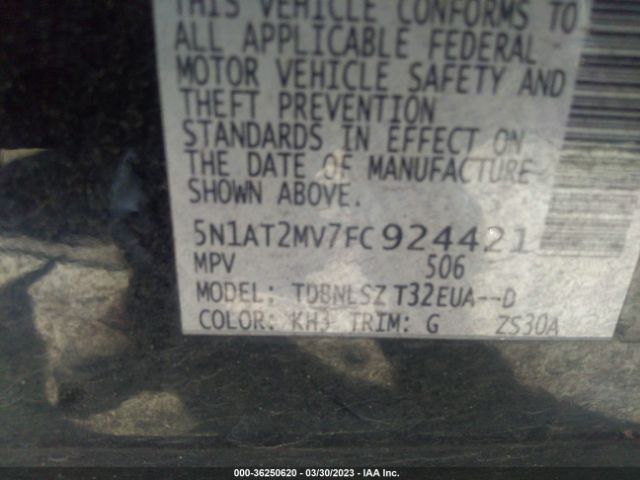 THIS VEHICLE CONFORMS TO
ALL APPLICABLE FEDERAL
MOTOR VEHICLE SAFETY AND
THEFT PREVENTION
STANDARDS IN EFFECT ON
THE DATE OF MANUFACTURE
SHOWN ABOVE.
5N1AT2MV7FC924421
MPV 506
MODEL: TDBNLSZ T32EUA--D
COLOR: KH3 TRIM: G ZS30A
000-36250620 - 03/30/2023 - IAA Inc.